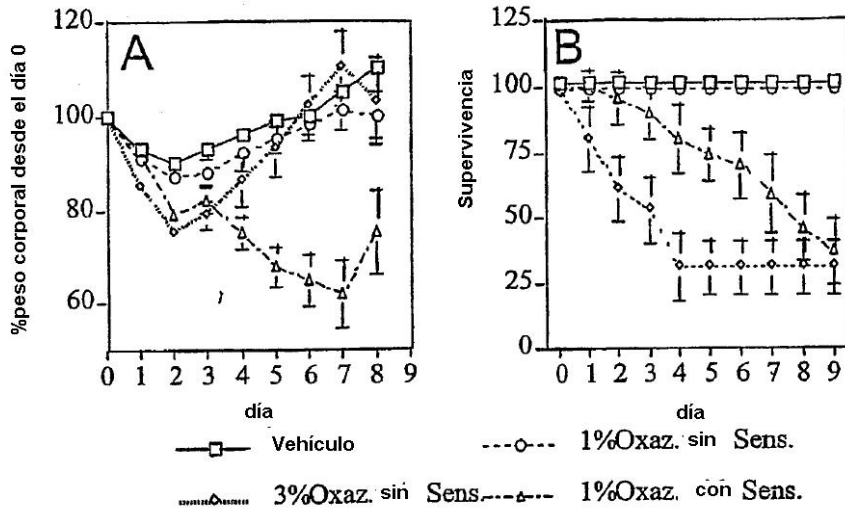 120
100
80
60
%peso corporal desde el día 0
A
0 1 2 3 4 5 6 7 8 9
día
125
100
75
50
25
0
Supervivencia
B
0 1 2 3 4 5 6 7 8 9
día
Vehículo
1%Oxaz. sin Sens.
3%Oxaz. sin Sens.
1%Oxaz. con Sens.